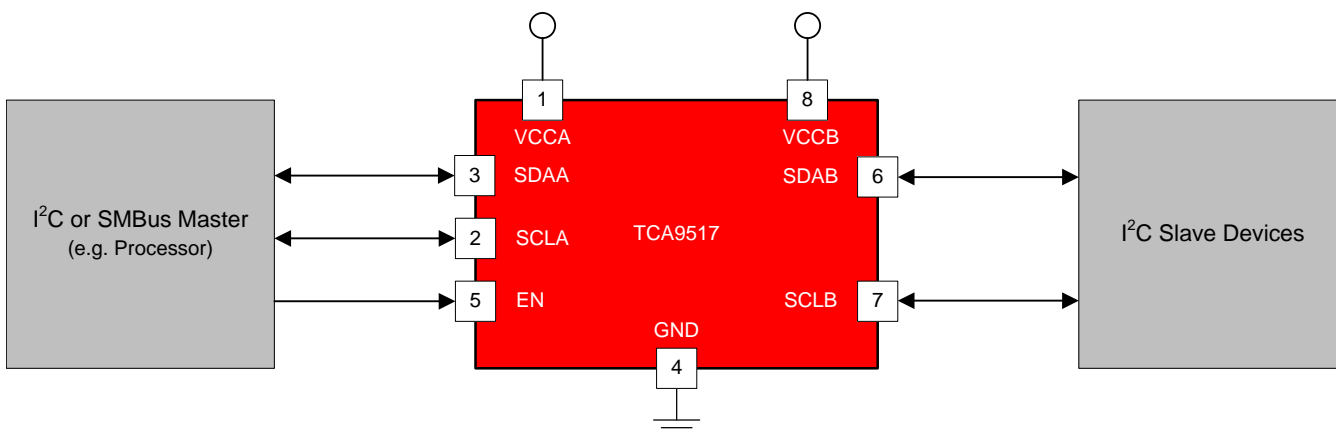 1
8
VCCA
VCCB
3
SDAA
SDAB
6
I²C or SMBus Master
(e.g. Processor)
2
SCLA
TCA9517
I²C Slave Devices
5
EN
SCLB
7
GND
4